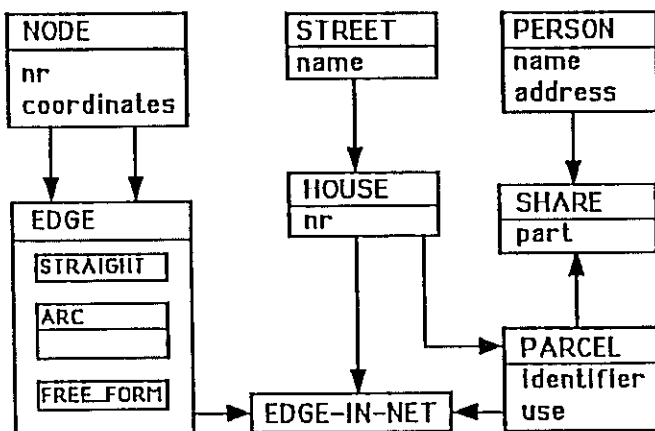 NODE
nr
coordinates
STREET
name
PERSON
name
address
EDGE
STRAIGHT
ARC
FREE_FORM
HOUSE
nr
SHARE
part
EDGE-IN-NET
PARCEL
identifier
use